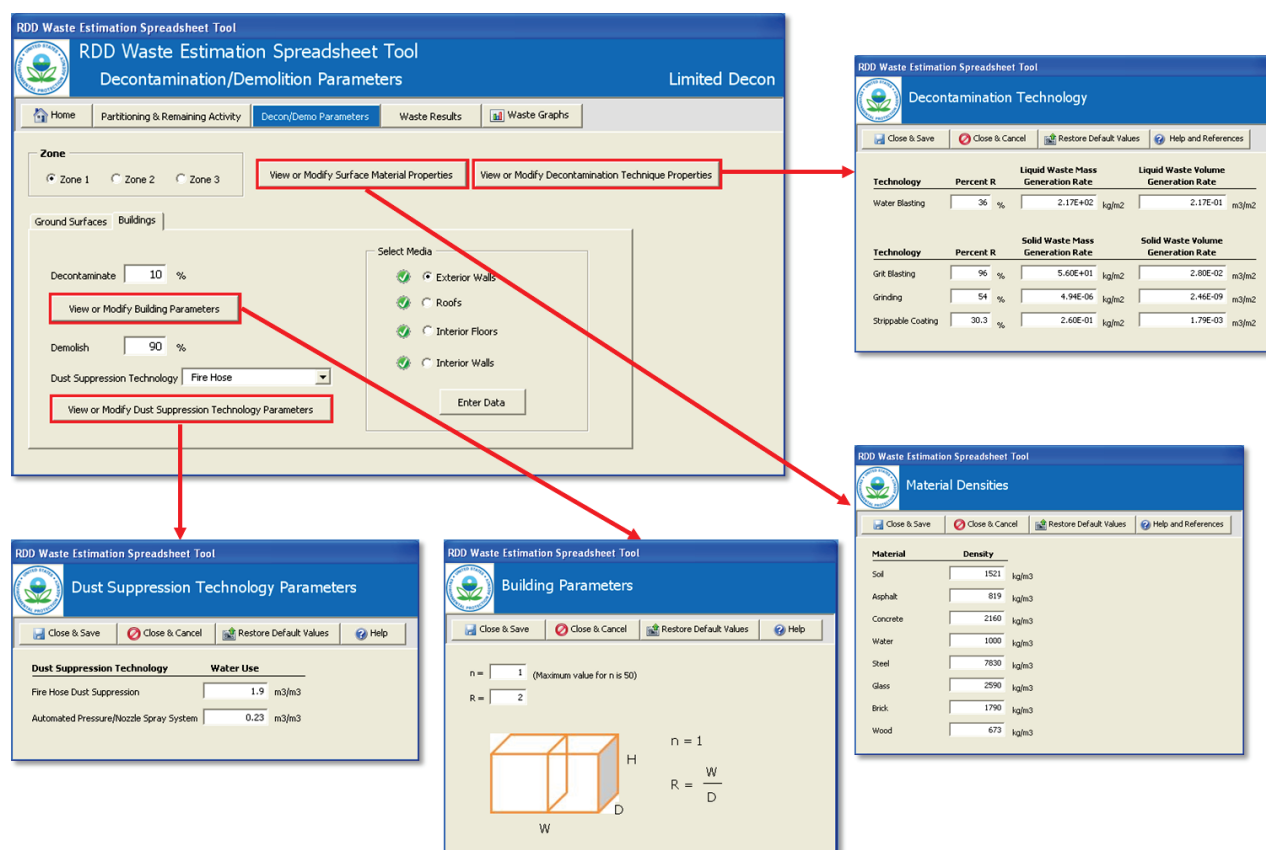 RDD Waste Estimation Spreadsheet Tool
RDD Waste Estimation Spreadsheet Tool
Decontamination/Demolition Parameters
Limited Decon
Home
Partitioning & Remaining Activity
Decon/Demo Parameters
Waste Results
Waste Graphs
Zone
Zone 1 Zone 2 Zone 3
View or Modify Surface Material Properties
View or Modify Decontamination Technique Properties
Ground Surfaces Buildings
Decontaminate 10 %
View or Modify Building Parameters
Demolish 90 %
Dust Suppression Technology Fire Hose
View or Modify Dust Suppression Technology Parameters
Select Media
Exterior Walls
Roofs
Interior Floors
Interior Walls
Enter Data
RDD Waste Estimation Spreadsheet Tool
Decontamination Technology
Close & Save Close & Cancel Restore Default Values Help and References
Technology Percent R Liquid Waste Mass Generation Rate Liquid Waste Volume Generation Rate
Water Blasting 36 % 2.17E+02 kg/m2 2.17E-01 m3/m2
Technology Percent R Solid Waste Mass Generation Rate Solid Waste Volume Generation Rate
Grit Blasting 96 % 5.60E+01 kg/m2 2.80E-02 m3/m2
Grinding 54 % 4.94E-06 kg/m2 2.46E-09 m3/m2
Strippable Coating 30.3 % 2.60E-01 kg/m2 1.79E-03 m3/m2
RDD Waste Estimation Spreadsheet Tool
Material Densities
Close & Save Close & Cancel Restore Default Values Help and References
Material Density
Soil 1521 kg/m3
Asphalt 819 kg/m3
Concrete 2160 kg/m3
Water 1000 kg/m3
Steel 7830 kg/m3
Glass 2590 kg/m3
Brick 1790 kg/m3
Wood 673 kg/m3
RDD Waste Estimation Spreadsheet Tool
Dust Suppression Technology Parameters
Close & Save Close & Cancel Restore Default Values Help
Dust Suppression Technology Water Use
Fire Hose Dust Suppression 1.9 m3/m3
Automated Pressure/Nozzle Spray System 0.23 m3/m3
RDD Waste Estimation Spreadsheet Tool
Building Parameters
Close & Save Close & Cancel Restore Default Values Help
n = 1 (Maximum value for n is 50)
R = 2
H
D
W
n = 1
R = W
D